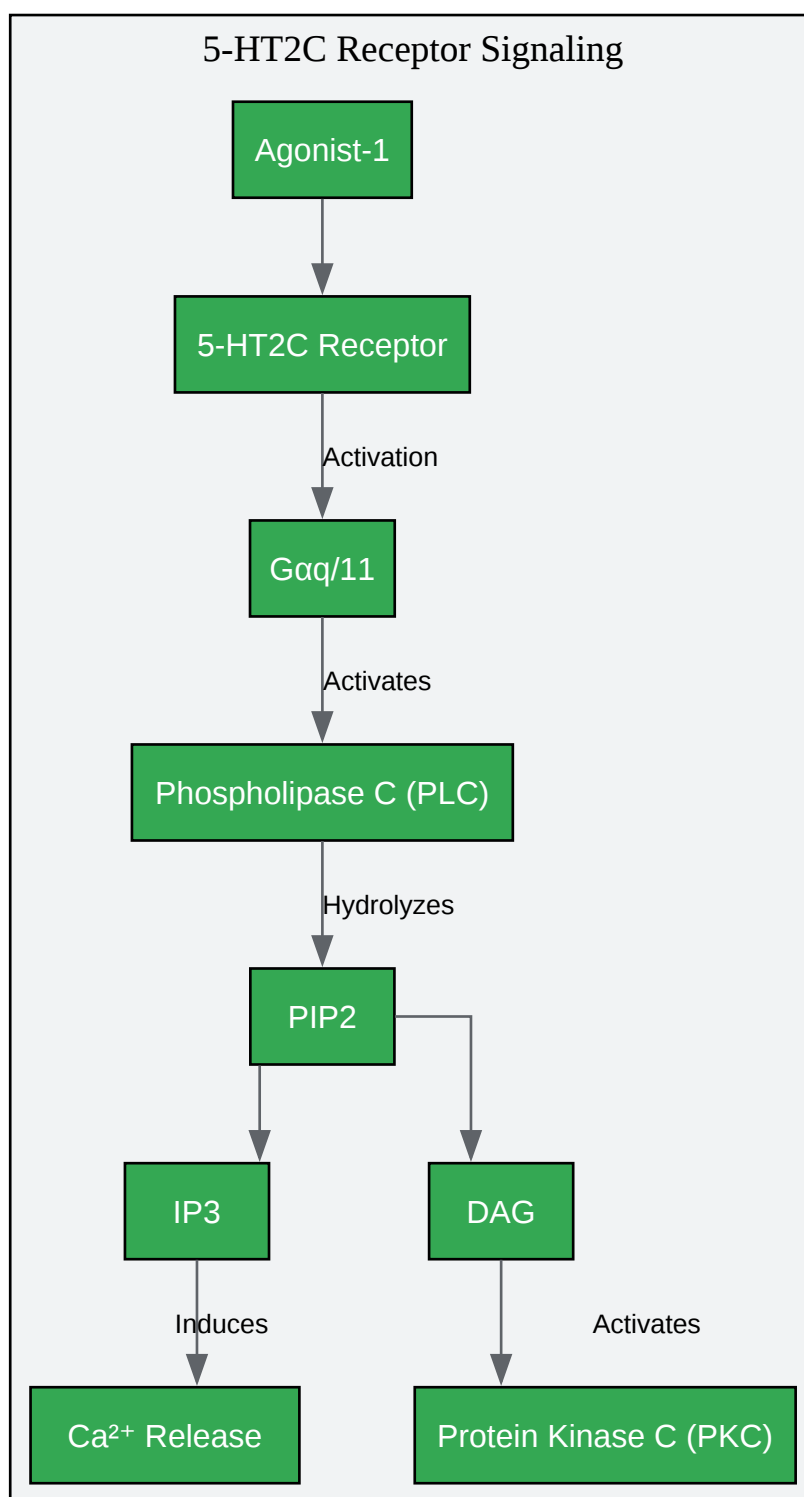 5-HT2C Receptor Signaling
Agonist-1
5-HT2C Receptor
Activation
Gαq/11
Activates
Phospholipase C (PLC)
Hydrolyzes
PIP2
IP3
DAG
Induces
Activates
Ca²⁺ Release
Protein Kinase C (PKC)